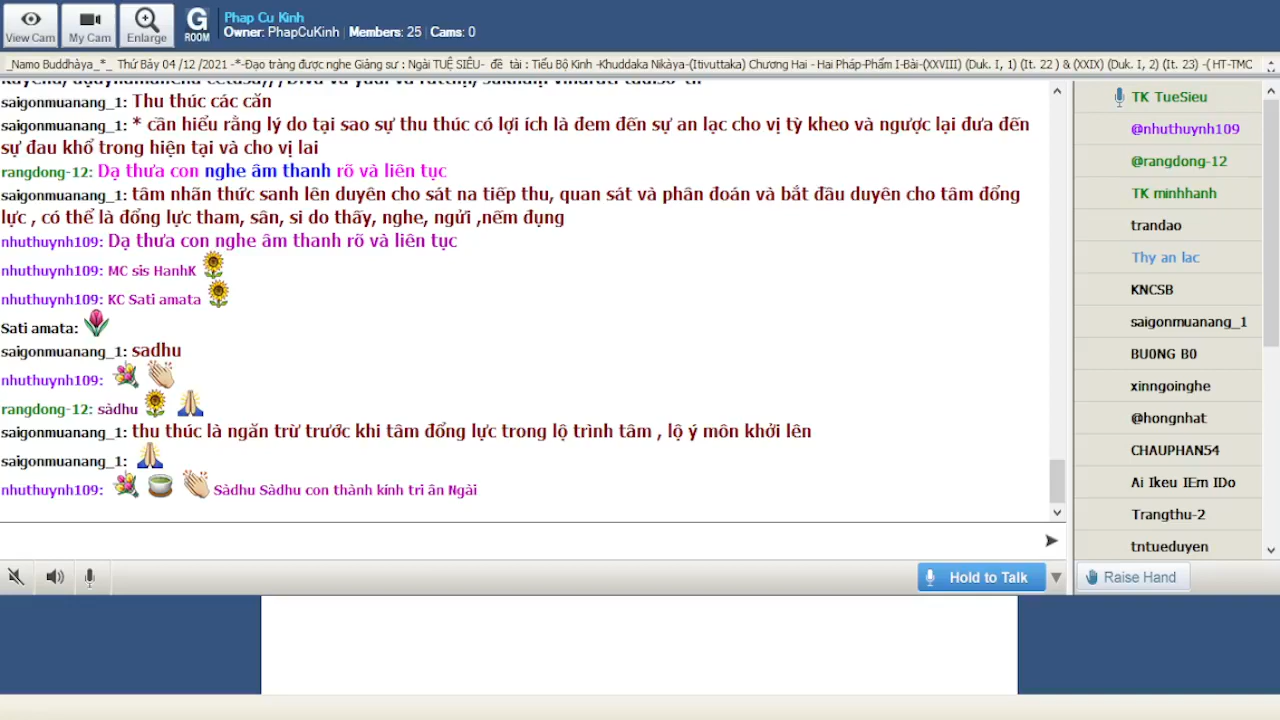 View Cam
My Cam
Enlarge
G
ROOM
Phap Cu Kinh
Owner: PhapCuKinh | Members: 25 | Cams: 0
_Namo Buddhàya_*_ Thứ Bảy 04 /12 /2021 -*-Đạo tràng được nghe Giảng sư : Ngài TUỆ SIÊU- đề tài : Tiểu Bộ Kinh -Khuddaka Nikàya-(Itivuttaka) Chương Hai - Hai Pháp-Phẩm I-Bài-(XXVIII) (Duk. I, 1) (It. 22 ) & (XXIX) (Duk. I, 2) (It. 23) -( HT-TMC
saigonmuanang_1: Thu thúc các căn
saigonmuanang_1: * cần hiểu rằng lý do tại sao sự thu thúc có lợi ích là đem đến sự an lạc cho vị tỳ kheo và ngược lại đưa đến
sự đau khổ trong hiện tại và cho vị lai
rangdong-12: Dạ thưa con nghe âm thanh rõ và liên tục
saigonmuanang_1: tâm nhãn thức sanh lên duyên cho sát na tiếp thu, quan sát và phân đoán và bắt đầu duyên cho tâm đổng
lực , có thể là đổng lực tham, sân, si do thấy, nghe, ngửi ,nếm đụng
nhuthuynh109: Dạ thưa con nghe âm thanh rõ và liên tục
nhuthuynh109: MC sis HanhK
nhuthuynh109: KC Sati amata
Sati amata:
saigonmuanang_1: sadhu
nhuthuynh109:
rangdong-12: sàdhu
saigonmuanang_1: thu thúc là ngăn trừ trước khi tâm đổng lực trong lộ trình tâm , lộ ý môn khởi lên
saigonmuanang_1:
nhuthuynh109: Sàdhu Sàdhu con thành kính tri ân Ngài
Hold to Talk
TK TueSieu
@nhuthuynh109
@rangdong-12
TK minhhanh
trandao
Thy an lac
KNCSB
saigonmuanang_1
BU0NG B0
xinngoinghe
@hongnhat
CHAUPHAN54
Ai Ikeu IEm IDo
Trangthu-2
tntueduyen
Raise Hand